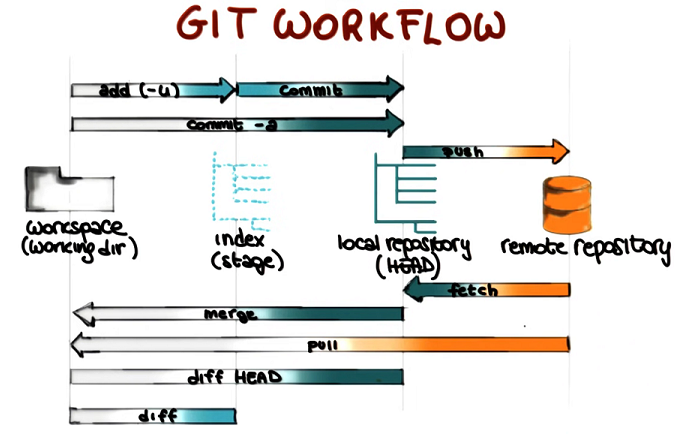 GIT WORKFLOW
add (-u)
commit
commit -a
push
workspace
(working dir)
index
(stage)
local repository
(HEAD)
remote repository
fetch
merge
pull
diff HEAD
diff